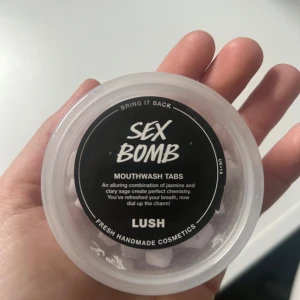 BRING IT BACK
SEX
BOMB
MOUTHWASH TABS
An alluring combination of jasmine and
clary sage create perfect chemistry.
You've refreshed your breath, now
dial up the charm!
LUSH
FRESH HANDMADE COSMETICS